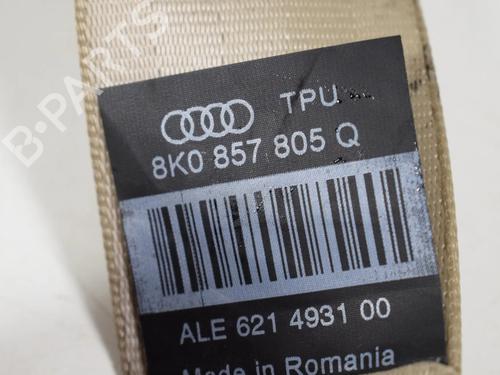 B-PARTS
TPU
8K0 857 805 Q
ALE 621 4931 00
Made in Romania